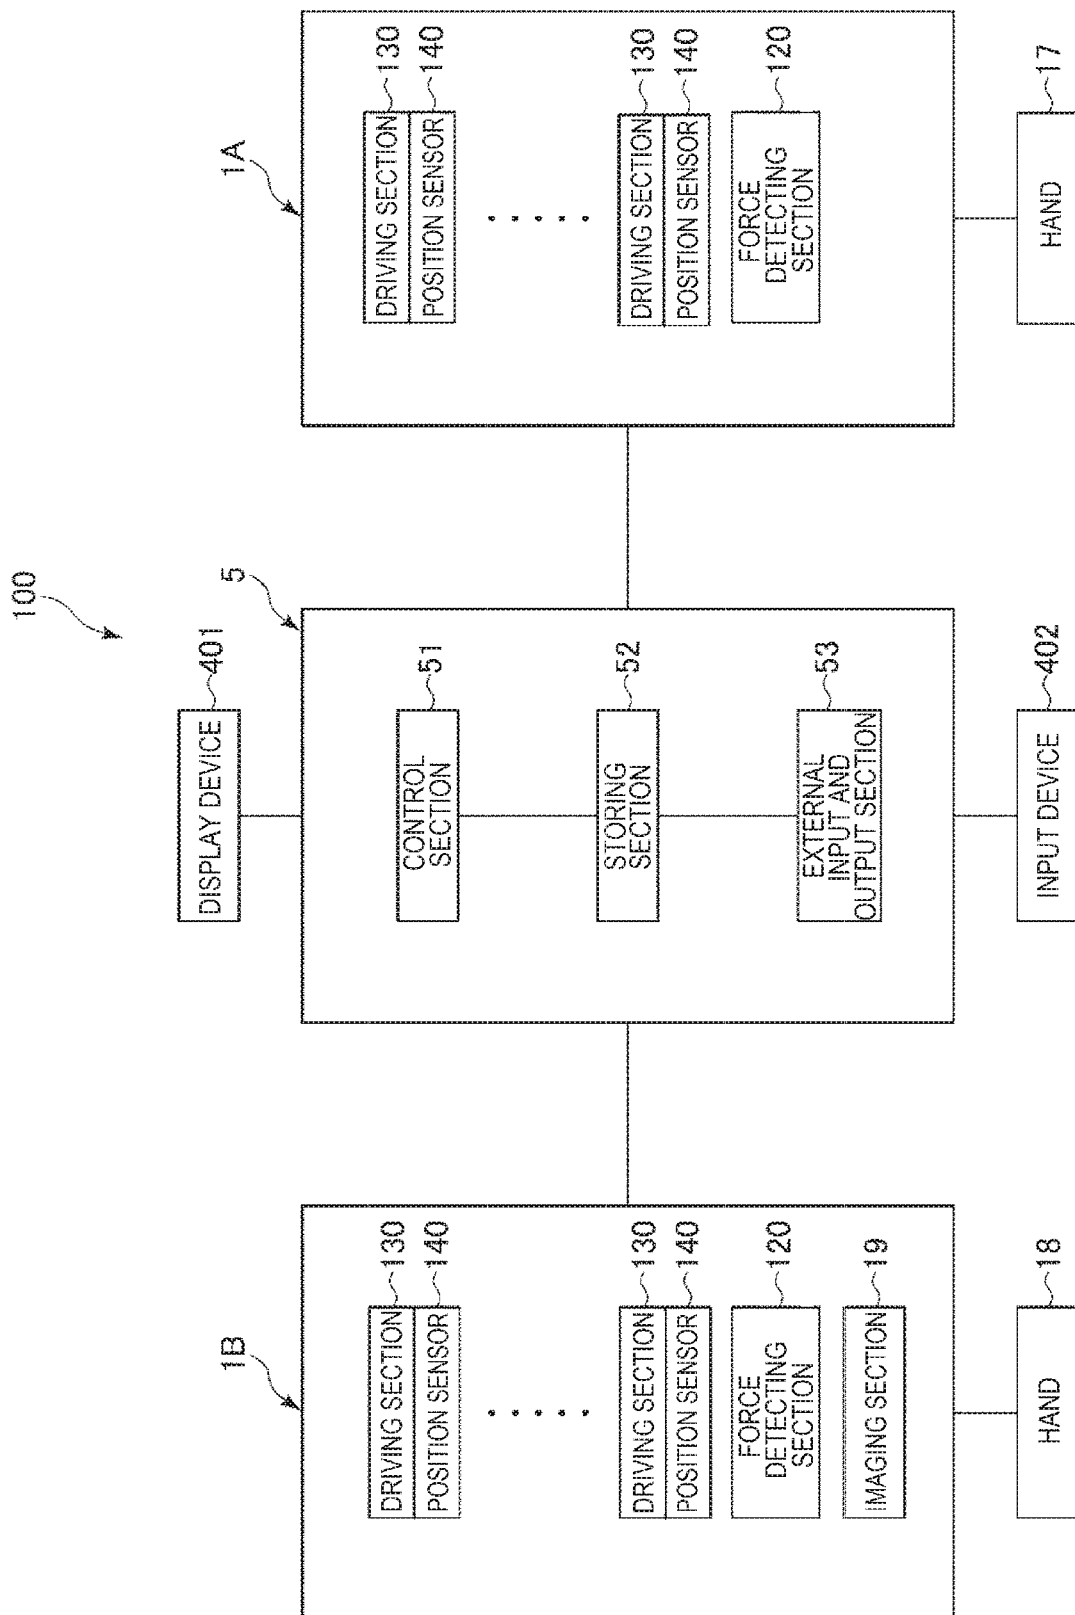 100
DISPLAY DEVICE
401
1B
DRIVING SECTION
130
POSITION SENSOR
140
DRIVING SECTION
130
POSITION SENSOR
140
FORCE
DETECTING
SECTION
120
IMAGING SECTION
19
HAND
18
5
CONTROL
SECTION
51
STORING
SECTION
52
EXTERNAL
INPUT AND
OUTPUT SECTION
53
INPUT DEVICE
402
1A
DRIVING SECTION
130
POSITION SENSOR
140
DRIVING SECTION
130
POSITION SENSOR
140
FORCE
DETECTING
SECTION
120
HAND
17